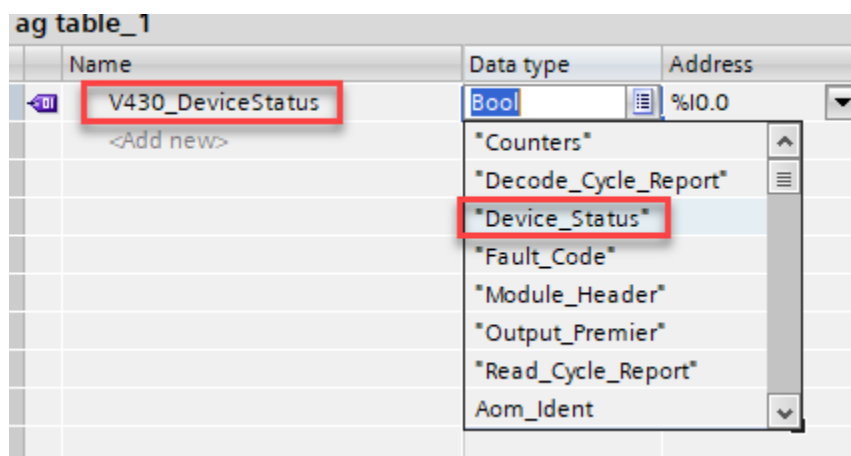 ag table_1
Name Data type Address
V430_DeviceStatus Bool %I0.0
<Add new> "Counters"
"Decode_Cycle_Report"
"Device_Status"
"Fault_Code"
"Module_Header"
"Output_Premier"
"Read_Cycle_Report"
Aom_Ident